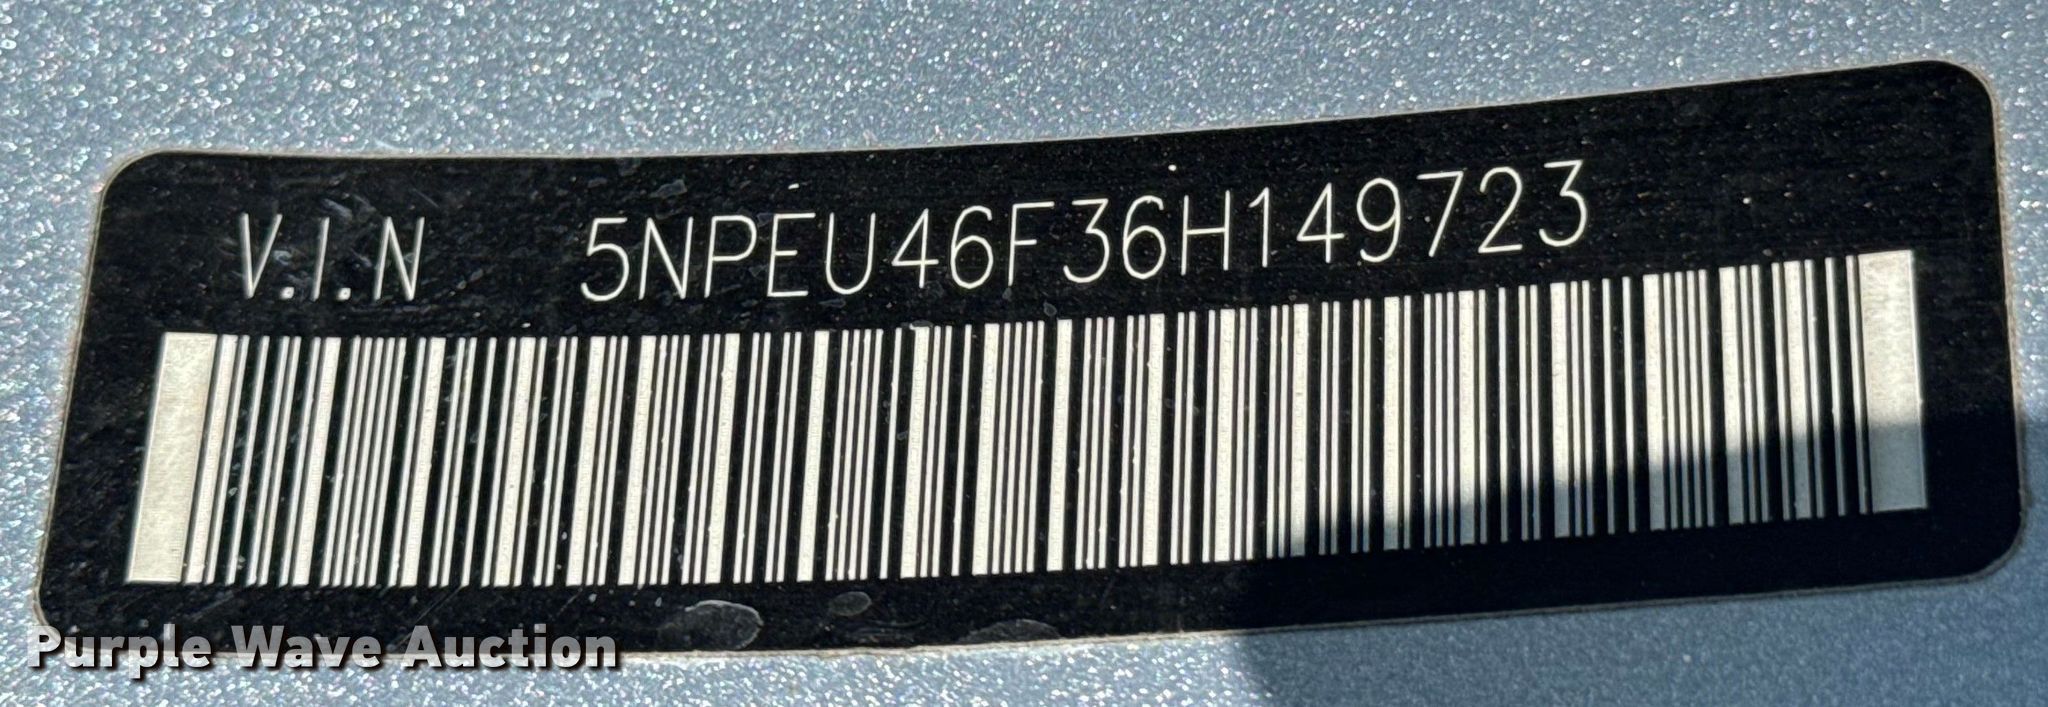 V.I.N 5NPEU46F36H149723
Purple Wave Auction